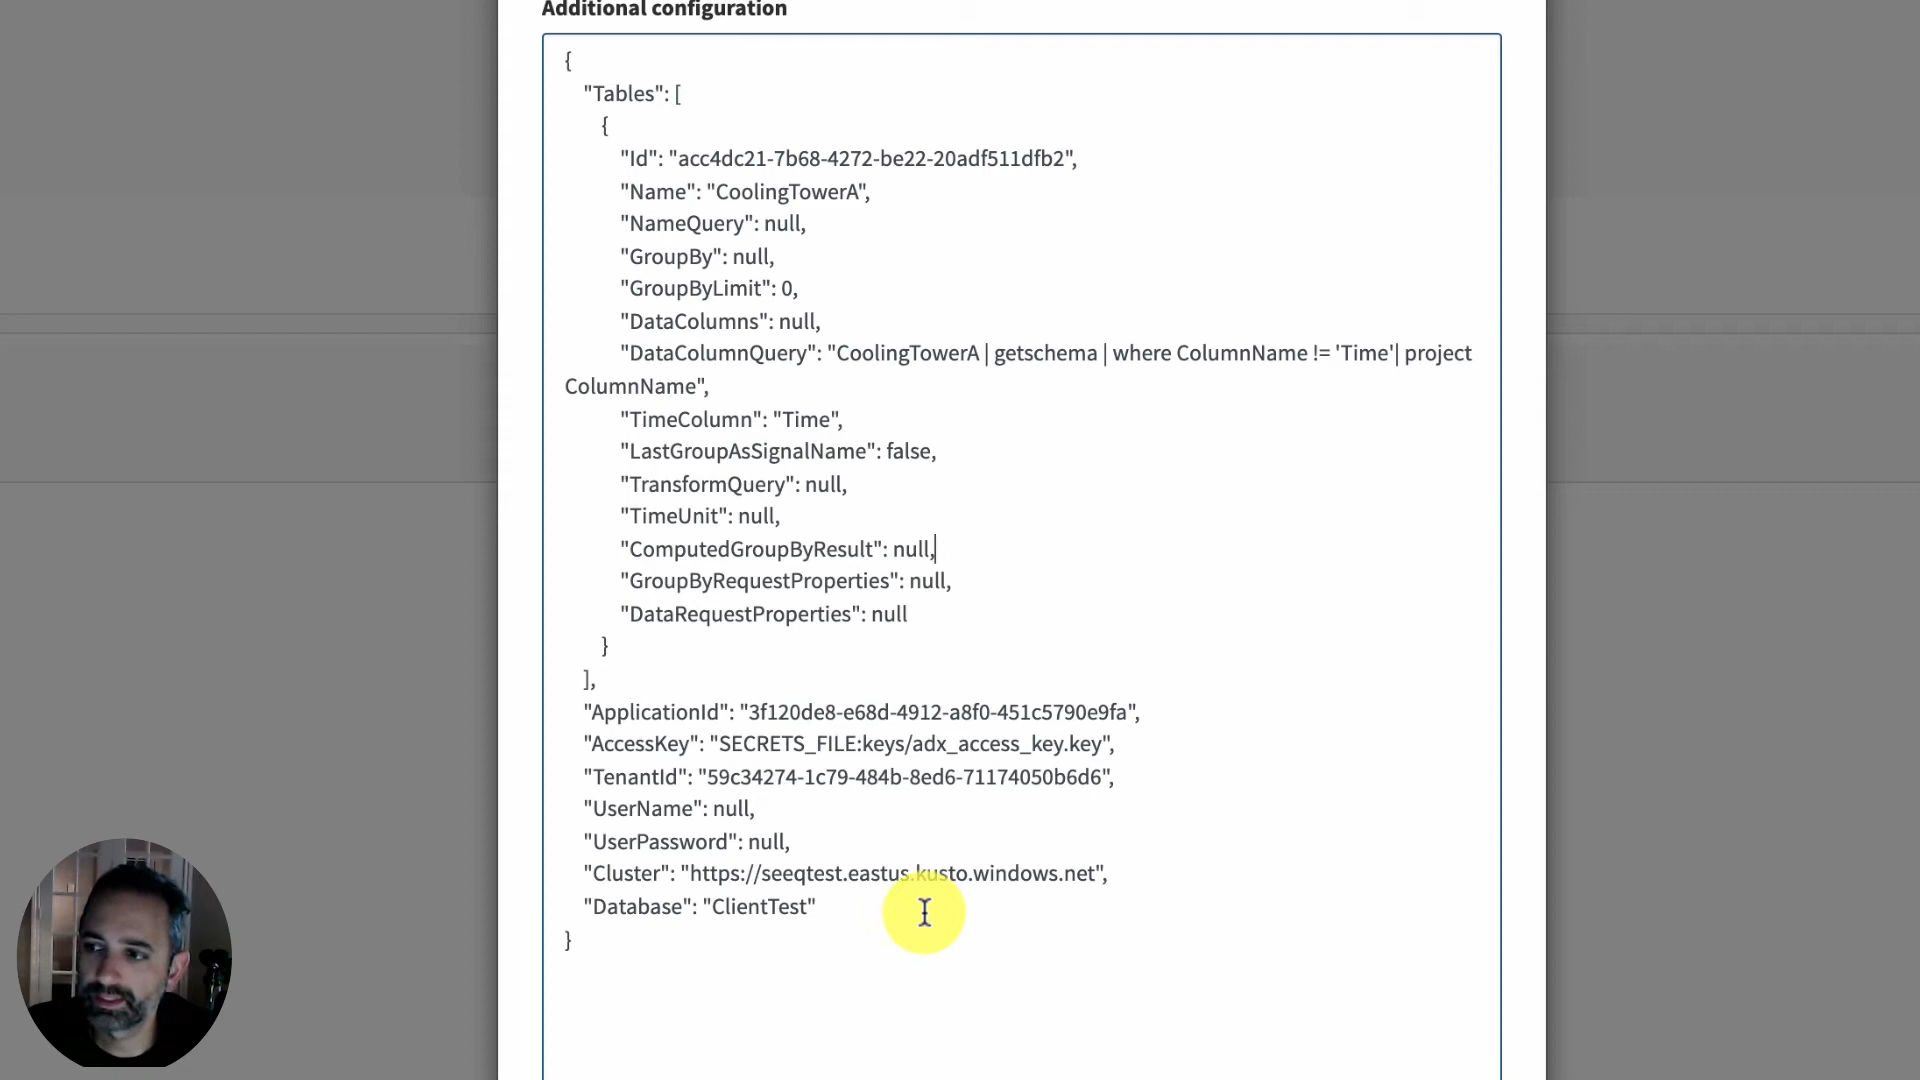 Additional configuration
{
"Tables": [
{
"Id": "acc4dc21-7b68-4272-be22-20adf511dfb2",
"Name": "CoolingTowerA",
"NameQuery": null,
"GroupBy": null,
"GroupByLimit": 0,
"DataColumns": null,
"DataColumnQuery": "CoolingTowerA | getschema | where ColumnName != 'Time'| project
ColumnName",
"TimeColumn": "Time",
"LastGroupAsSignalName": false,
"TransformQuery": null,
"TimeUnit": null,
"ComputedGroupByResult": null,
"GroupByRequestProperties": null,
"DataRequestProperties": null
}
],
"ApplicationId": "3f120de8-e68d-4912-a8f0-451c5790e9fa",
"AccessKey": "SECRETS_FILE:keys/adx_access_key.key",
"TenantId": "59c34274-1c79-484b-8ed6-71174050b6d6",
"UserName": null,
"UserPassword": null,
"Cluster": "https://seeqtest.eastus.kusto.windows.net",
"Database": "ClientTest"
}